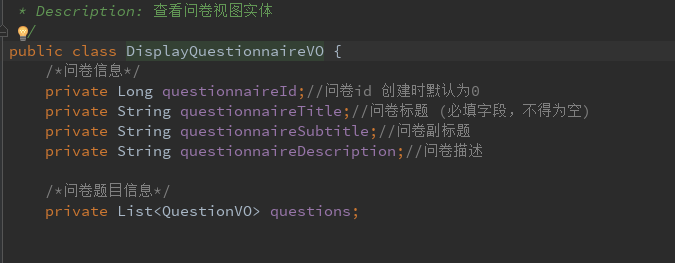 * Description: 查看问卷视图实体
*/
public class DisplayQuestionnaireVO {
/*问卷信息*/
private Long questionnaireId;//问卷id 创建时默认为0
private String questionnaireTitle;//问卷标题 (必填字段，不得为空)
private String questionnaireSubtitle;//问卷副标题
private String questionnaireDescription;//问卷描述
/*问卷题目信息*/
private List<QuestionVO> questions;